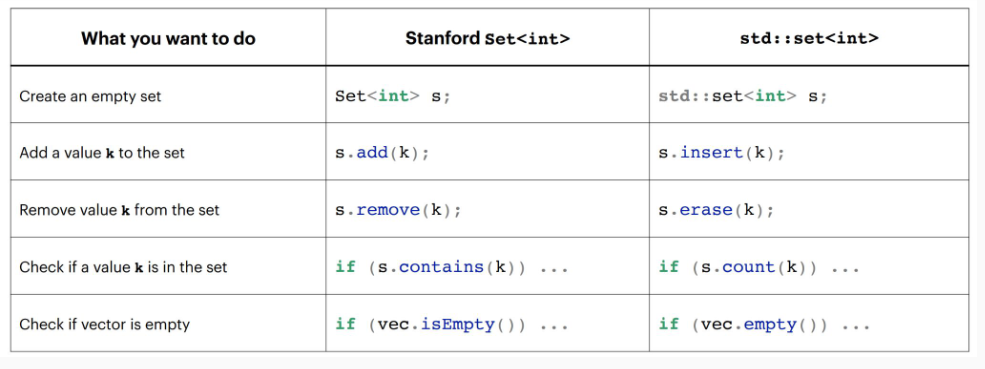 What you want to do Stanford Set<int> std::set<int>
Create an empty set Set<int> s; std::set<int> s;
Add a value k to the set s.add(k); s.insert(k);
Remove value k from the set s.remove(k); s.erase(k);
Check if a value k is in the set if (s.contains(k)) ... if (s.count(k)) ...
Check if vector is empty if (vec.isEmpty()) ... if (vec.empty()) ...